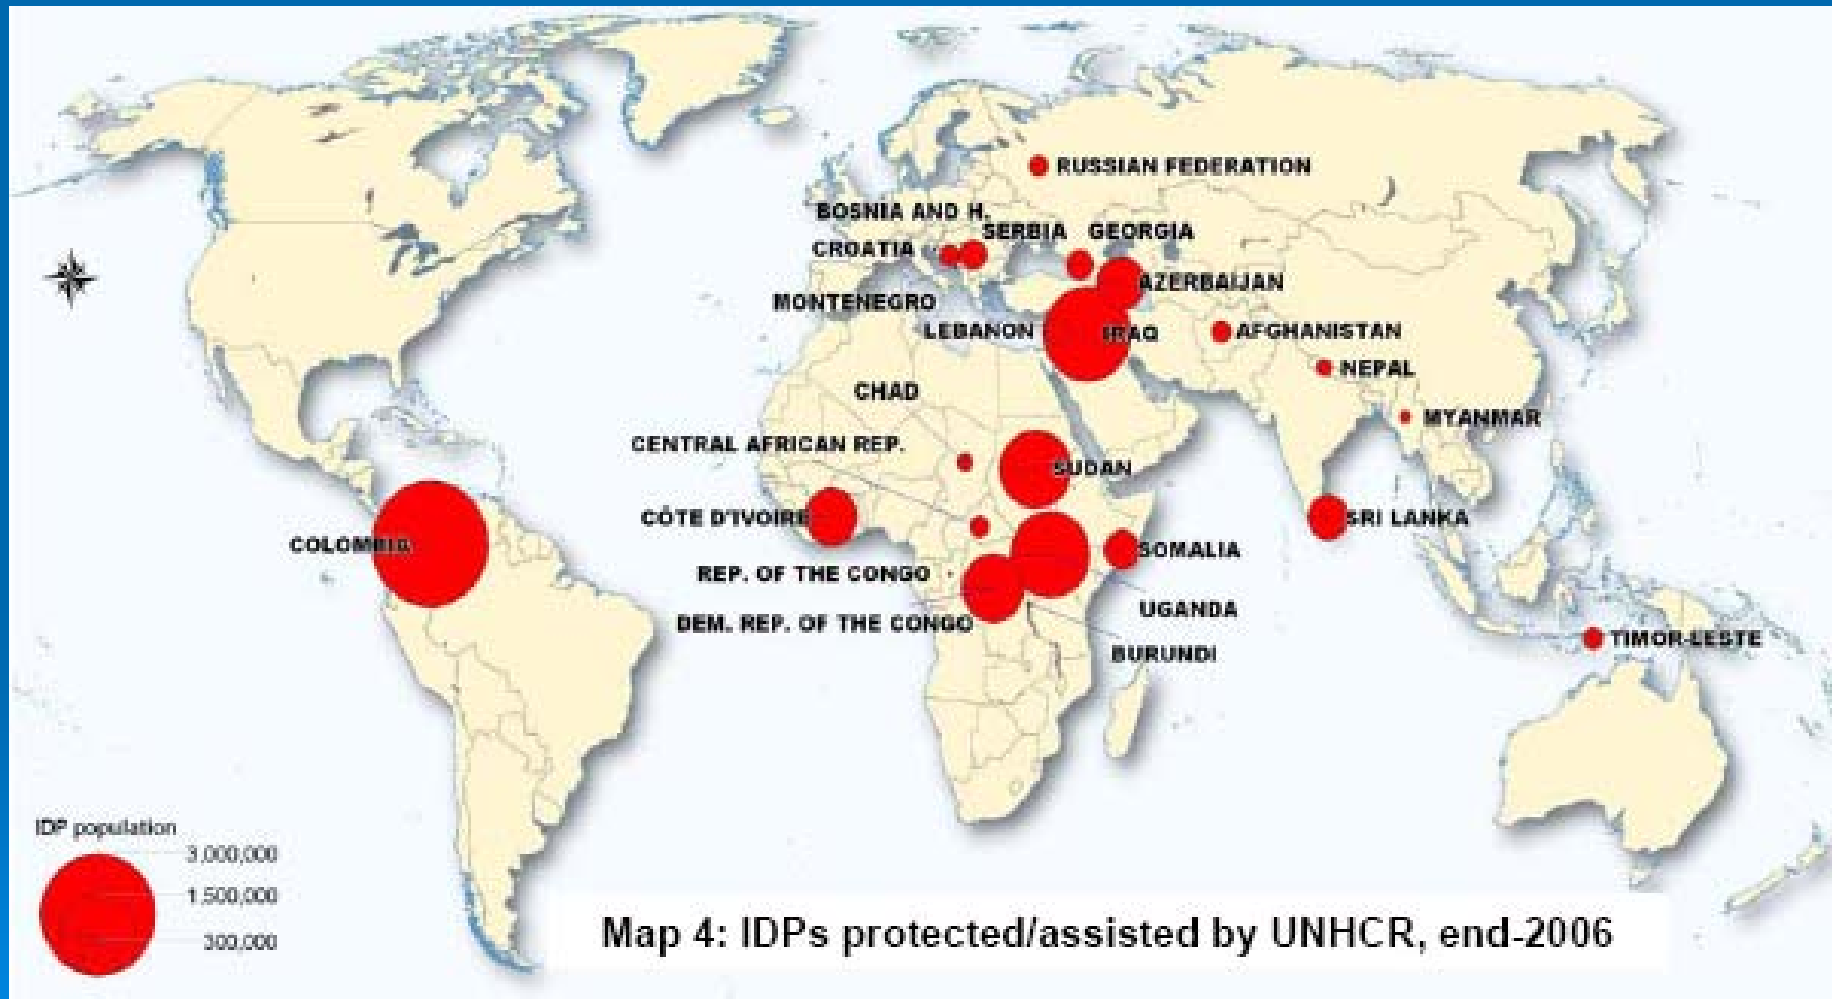 RUSSIAN FEDERATION
BOSNIA AND H.
SERBIA
GEORGIA
CROATIA
AZERBAIJAN
MONTENEGRO
LEBANON
IRAQ
AFGHANISTAN
NEPAL
CHAD
MYANMAR
CENTRAL AFRICAN REP.
SUDAN
CÔTE D'IVOIRE
SRI LANKA
COLOMBIA
SOMALIA
REP. OF THE CONGO
UGANDA
DEM. REP. OF THE CONGO
TIMOR-LESTE
BURUNDI
IDP population
3,000,000
1,500,000
300,000
Map 4: IDPs protected/assisted by UNHCR, end-2006